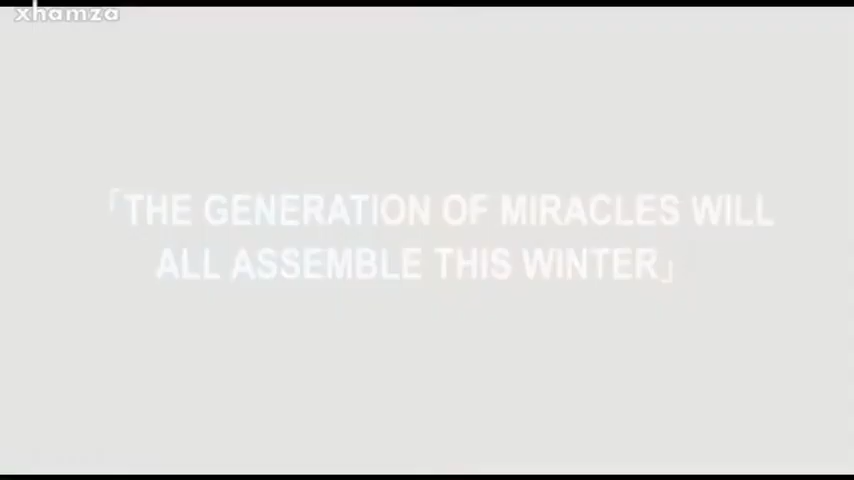 xhamza
「THE GENERATION OF MIRACLES WILL
ALL ASSEMBLE THIS WINTER」